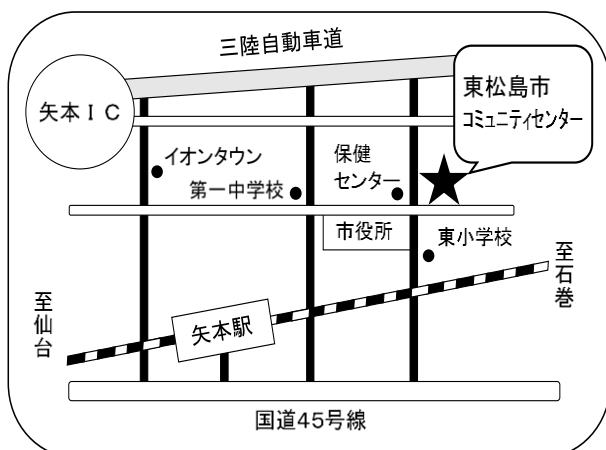 三陸自動車道
矢本ＩＣ
東松島市
コミュニティセンター
イオンタウン
保健
センター
第一中学校
市役所
東小学校
至石巻
至仙台
矢本駅
国道45号線